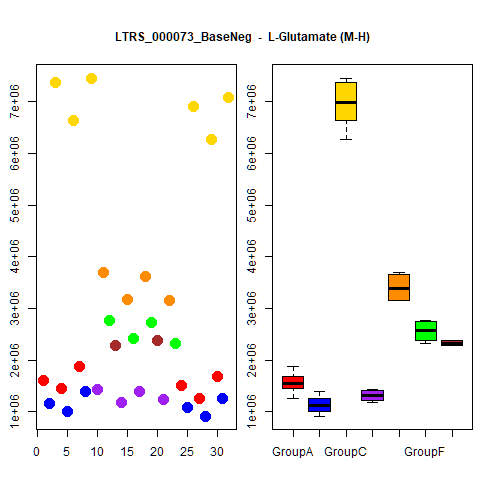 LTRS_000073_BaseNeg - L-Glutamate (M-H)
7e+06 7e+06
6e+06 6e+06
5e+06 5e+06
4e+06 4e+06
3e+06 3e+06
2e+06 2e+06
1e+06 1e+06
0 5 10 15 20 25 30 GroupA GroupC GroupF